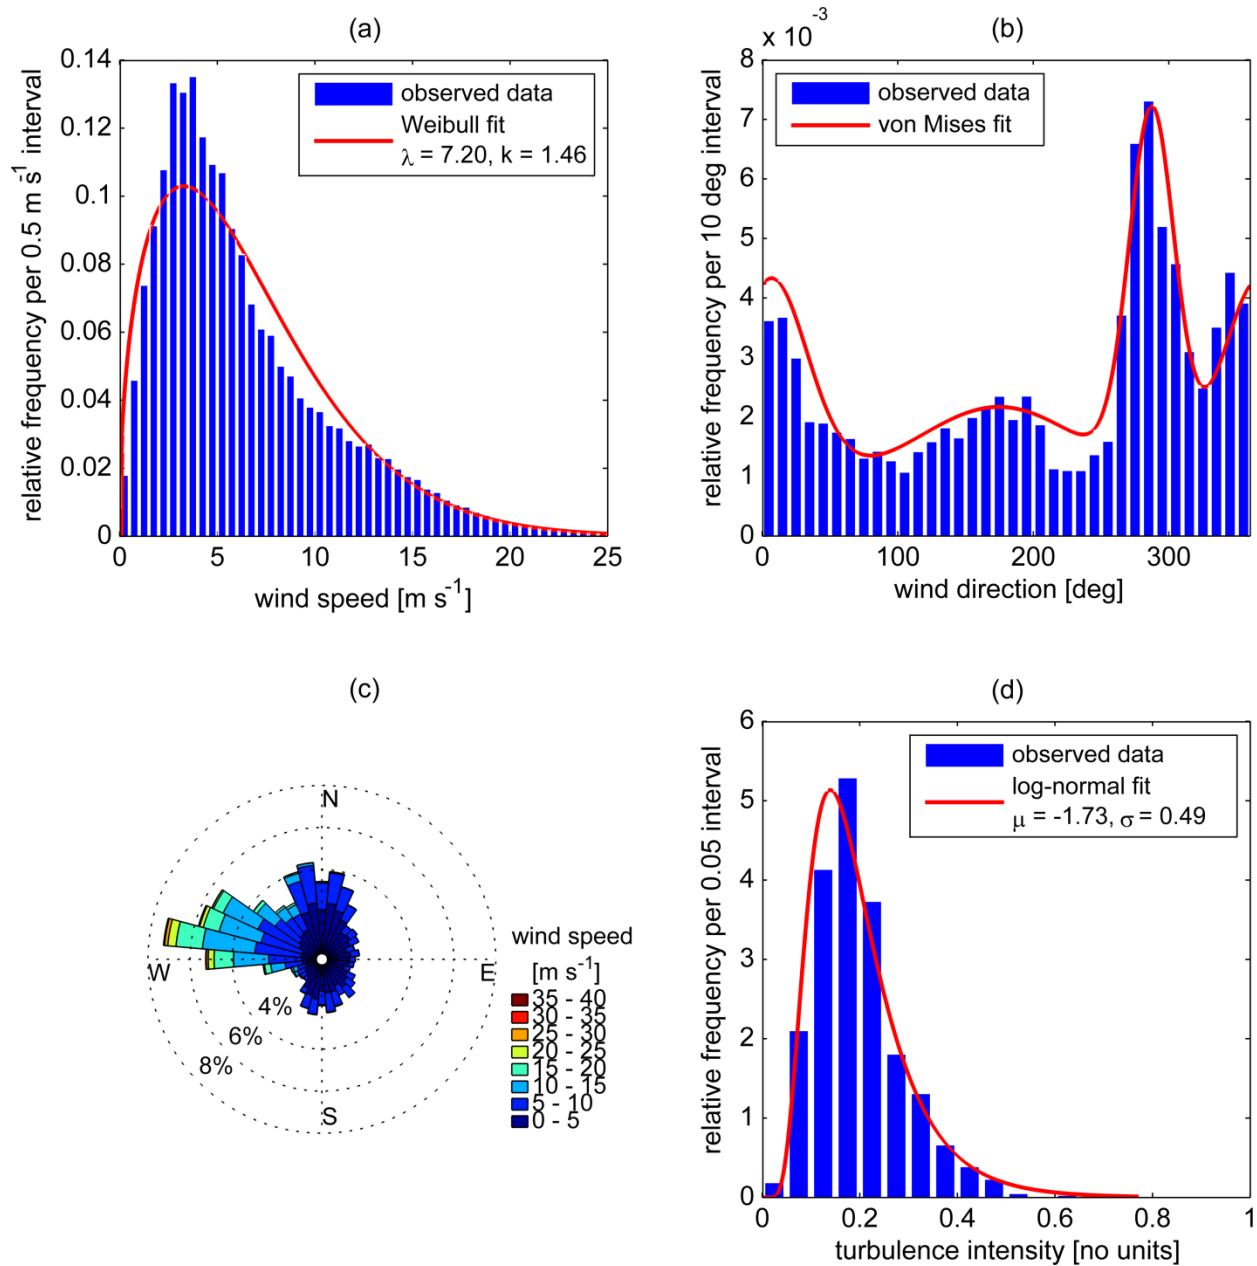 (a)
0.14
0.12
0.1
0.08
0.06
0.04
0.02
0
0 5 10 15 20 25
relative frequency per 0.5 m s⁻¹ interval
wind speed [m s⁻¹]
observed data
Weibull fit
λ = 7.20, k = 1.46
(b)
x 10⁻³
8
7
6
5
4
3
2
1
0
0 100 200 300
relative frequency per 10 deg interval
wind direction [deg]
observed data
von Mises fit
(c)
N
W
E
S
4%
6%
8%
wind speed
[m s⁻¹]
35 - 40
30 - 35
25 - 30
20 - 25
15 - 20
10 - 15
5 - 10
0 - 5
(d)
6
5
4
3
2
1
0
0 0.2 0.4 0.6 0.8 1
relative frequency per 0.05 interval
turbulence intensity [no units]
observed data
log-normal fit
μ = -1.73, σ = 0.49